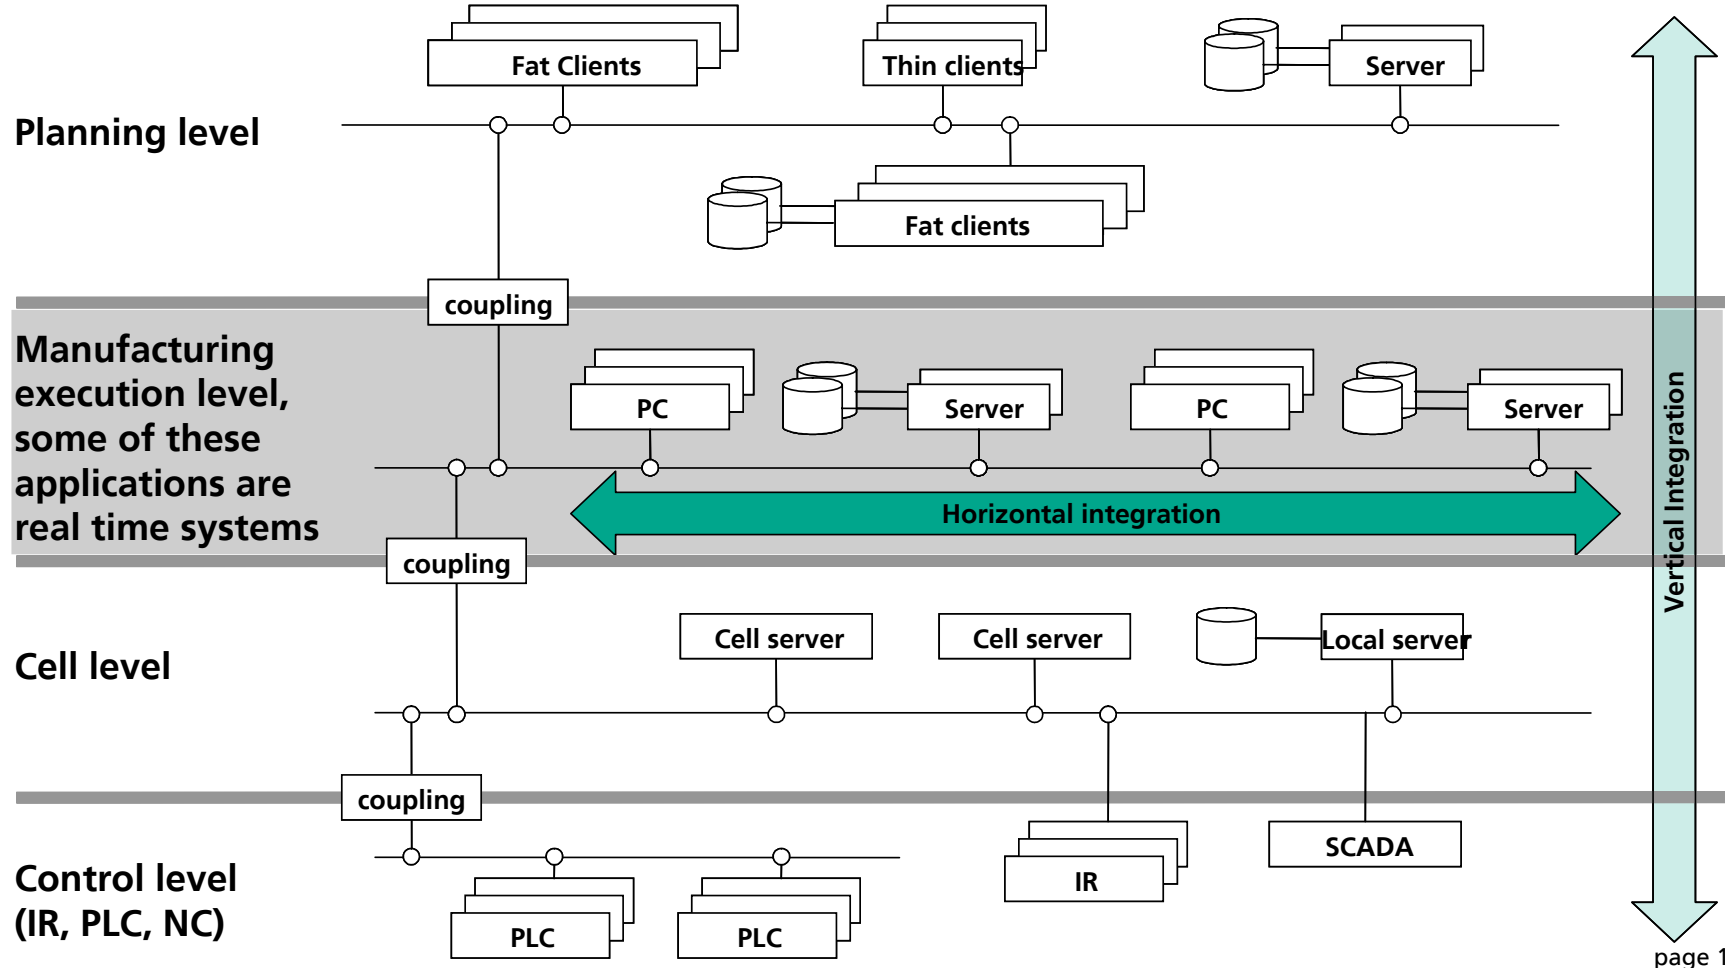 Fat Clients
Thin clients
Server
Planning level
Fat clients
coupling
Manufacturing
execution level,
some of these
applications are
real time systems
PC
Server
PC
Server
Horizontal integration
Vertical Integration
coupling
Cell server
Cell server
Local server
Cell level
coupling
SCADA
Control level
(IR, PLC, NC)
IR
PLC
PLC
page 1